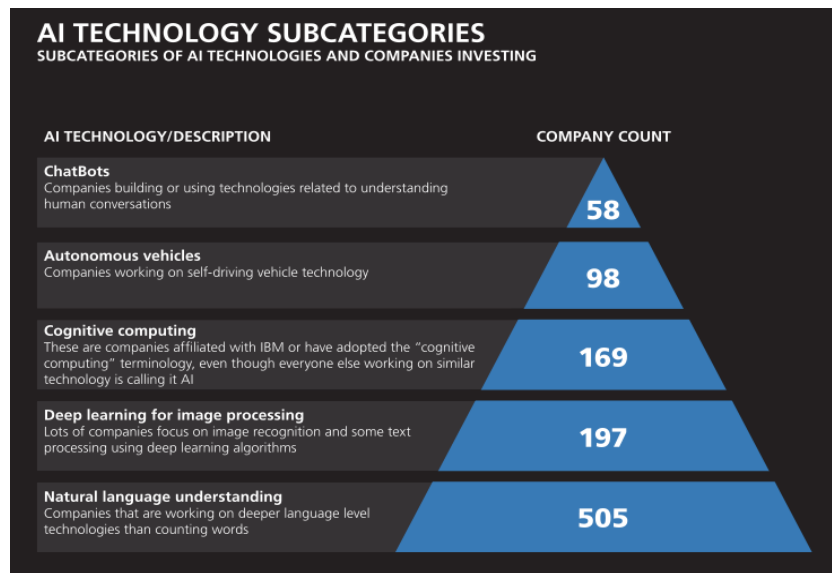 AI TECHNOLOGY SUBCATEGORIES
SUBCATEGORIES OF AI TECHNOLOGIES AND COMPANIES INVESTING
AI TECHNOLOGY/DESCRIPTION
COMPANY COUNT
ChatBots
Companies building or using technologies related to understanding
human conversations
58
Autonomous vehicles
Companies working on self-driving vehicle technology
98
Cognitive computing
These are companies affiliated with IBM or have adopted the “cognitive
computing” terminology, even though everyone else working on similar
technology is calling it AI
169
Deep learning for image processing
Lots of companies focus on image recognition and some text
processing using deep learning algorithms
197
Natural language understanding
Companies that are working on deeper language level
technologies than counting words
505